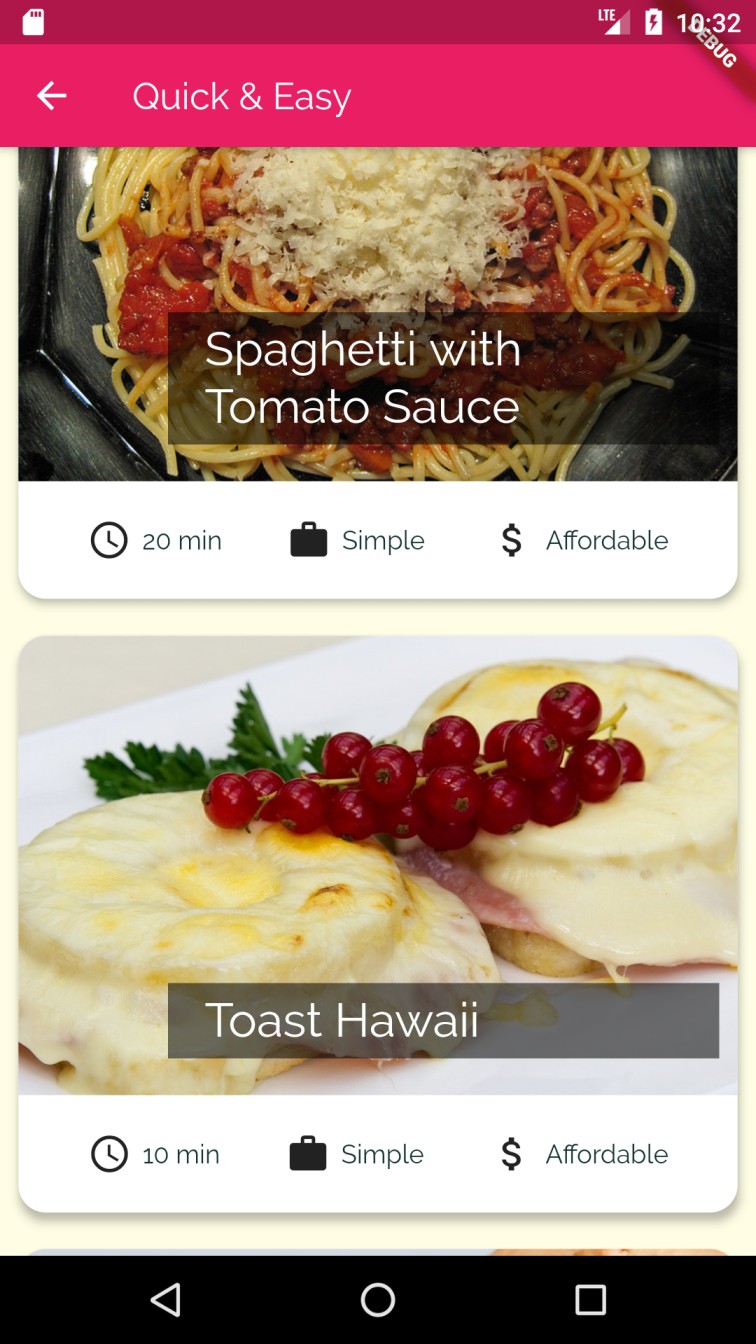 LTE 10:32
DEBUG
Quick & Easy
Spaghetti with
Tomato Sauce
20 min Simple Affordable
Toast Hawaii
10 min Simple Affordable